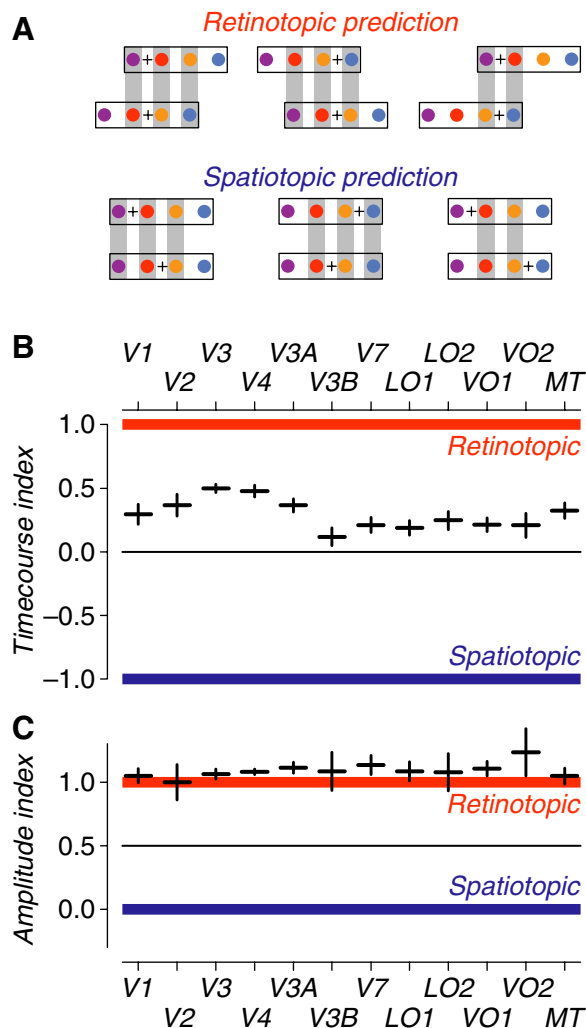 A
Retinotopic prediction
+ +
+
+ +
+
Spatiotopic prediction
+ + +
+ + +
B
V1 V3 V3A V7 LO2 VO2
V2 V4 V3B LO1 VO1 MT
1.0
Retinotopic
0.5
0.0
−0.5
Spatiotopic
−1.0
Timecourse index
C
1.0
Retinotopic
0.5
Spatiotopic
0.0
Amplitude index
V1 V3 V3A V7 LO2 VO2
V2 V4 V3B LO1 VO1 MT